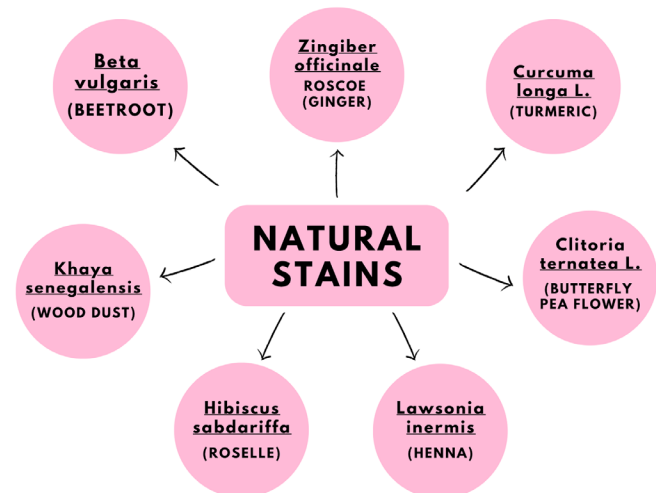 Beta
vulgaris
(BEETROOT)
Zingiber
officinale
ROSCOE
(GINGER)
Curcuma
longa L.
(TURMERIC)
NATURAL
STAINS
Khaya
senegalensis
(WOOD DUST)
Clitoria
ternatea L.
(BUTTERFLY
PEA FLOWER)
Hibiscus
sabdariffa
(ROSELLE)
Lawsonia
inermis
(HENNA)